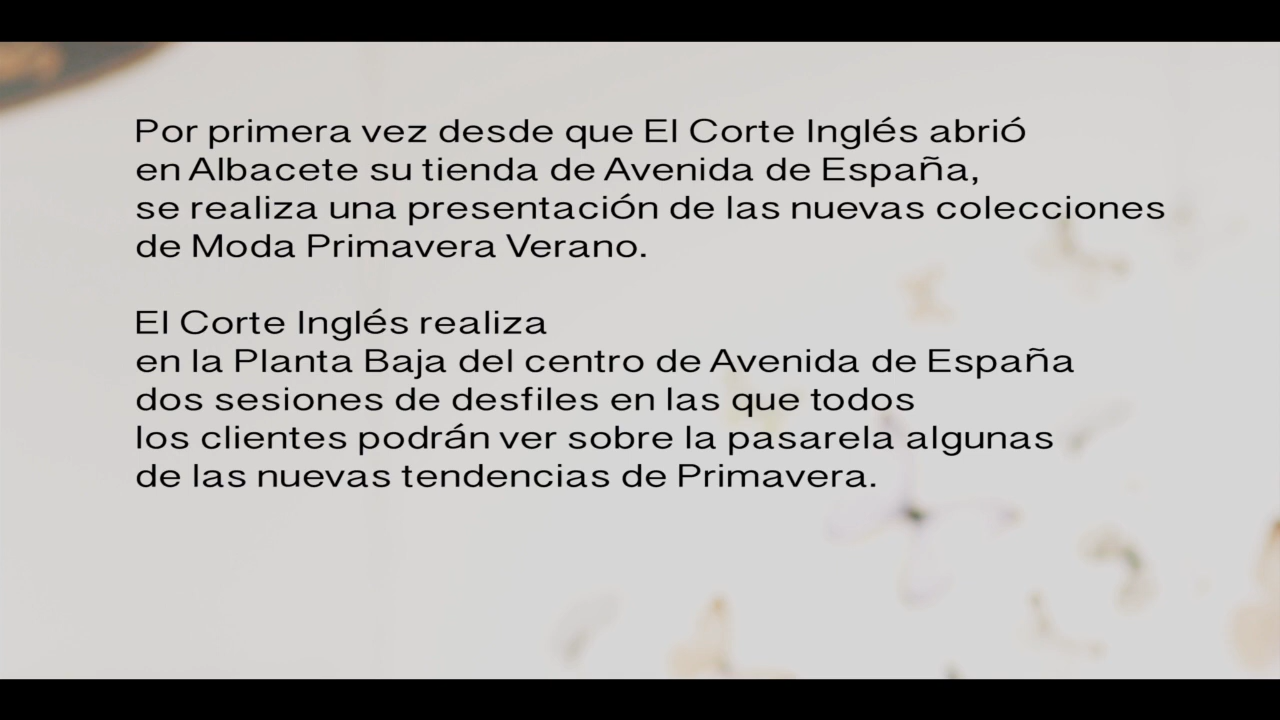 Por primera vez desde que El Corte Inglés abrió
en Albacete su tienda de Avenida de España,
se realiza una presentación de las nuevas colecciones
de Moda Primavera Verano.
El Corte Inglés realiza
en la Planta Baja del centro de Avenida de España
dos sesiones de desfiles en las que todos
los clientes podrán ver sobre la pasarela algunas
de las nuevas tendencias de Primavera.